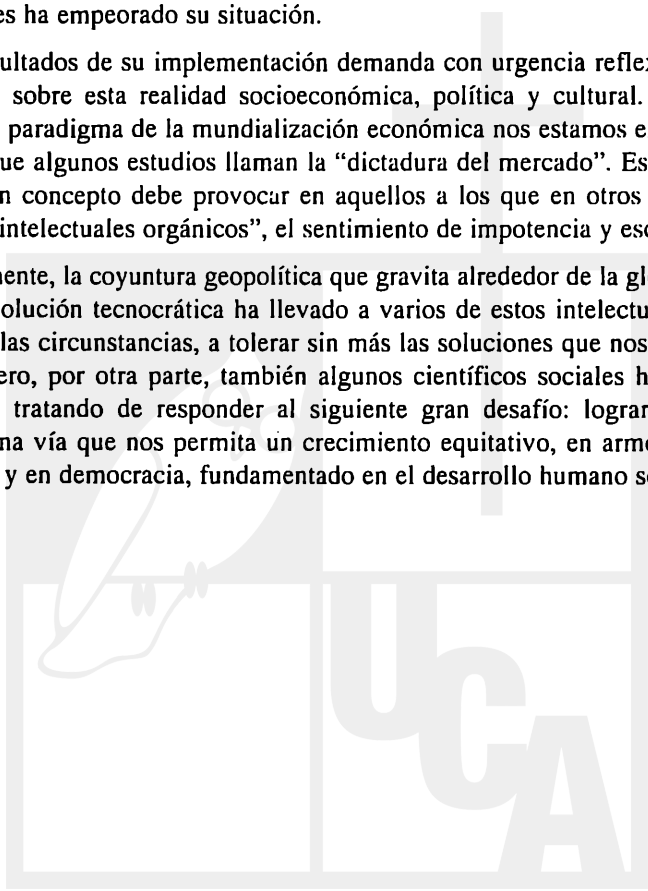 es ha empeorado su situación.
ultados de su implementación demanda con urgencia reflex
sobre esta realidad socioeconómica, política y cultural.
paradigma de la mundialización económica nos estamos e
ue algunos estudios llaman la “dictadura del mercado”. Es
n concepto debe provocar en aquellos a los que en otros
intelectuales orgánicos”, el sentimiento de impotencia y esc
nente, la coyuntura geopolítica que gravita alrededor de la gl
olución tecnocrática ha llevado a varios de estos intelectu
las circunstancias, a tolerar sin más las soluciones que nos
ero, por otra parte, también algunos científicos sociales h
tratando de responder al siguiente gran desafío: lograr
na vía que nos permita un crecimiento equitativo, en arm
y en democracia, fundamentado en el desarrollo humano s
UCA